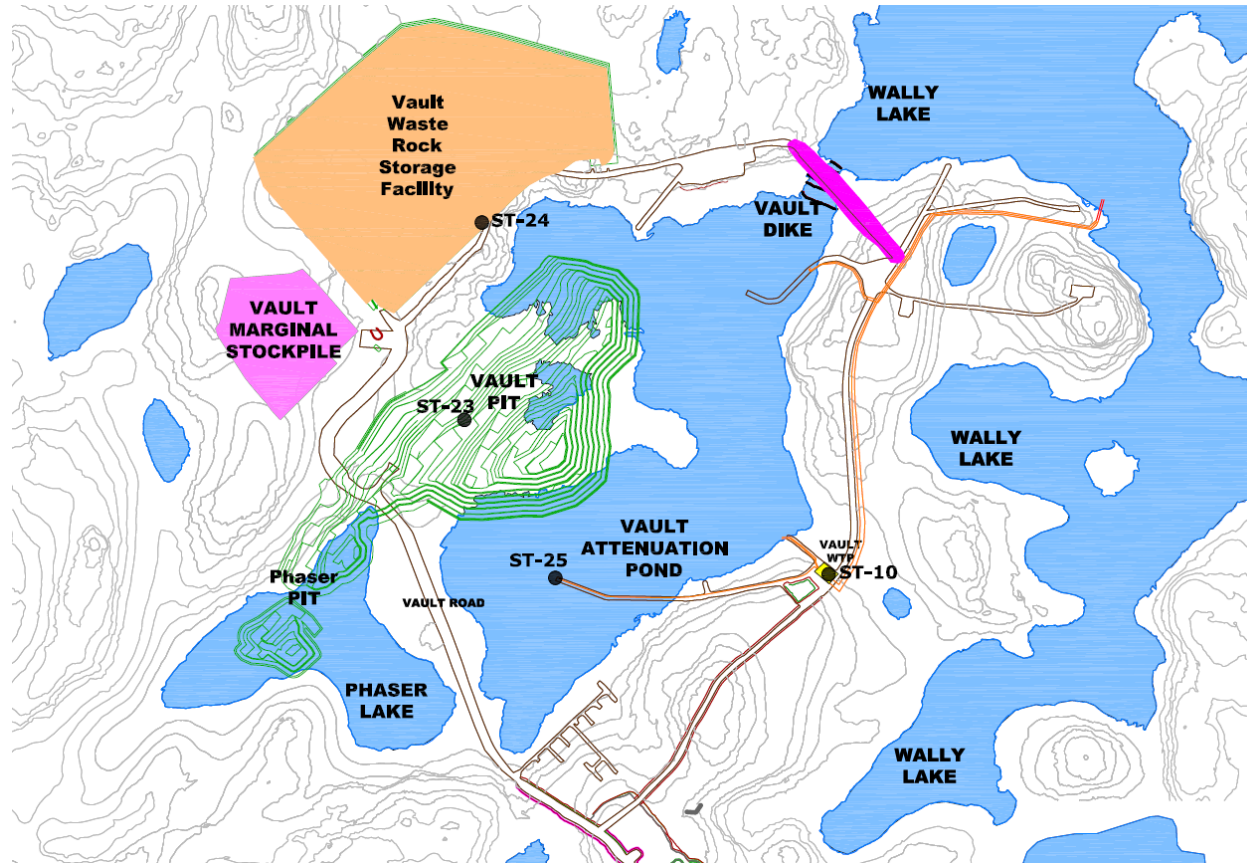 Vault
Waste
Rock
Storage
Facility
WALLY
LAKE
VAULT
DIKE
ST-24
VAULT
MARGINAL
STOCKPILE
VAULT
PIT
ST-23
WALLY
LAKE
VAULT
ATTENUATION
POND
ST-25
VAULT
WTP
ST-10
Phaser
PIT
VAULT ROAD
PHASER
LAKE
WALLY
LAKE